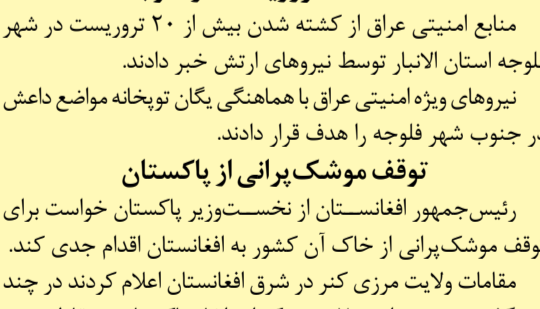 منابع امنیتی عراق از کشته شدن بیش از ۲۰ تروریست در شهر
فلوجه استان الانبار توسط نیروهای ارتش خبر دادند.
نیروهای ویژه امنیتی عراق با هماهنگی یگان توپخانه مواضع داعش
در جنوب شهر فلوجه را هدف قرار دادند.
توقف موشک‌پرانی از پاکستان
رئیس‌جمهور افغانستان از نخست‌وزیر پاکستان خواست برای
توقف موشک‌پرانی از خاک آن کشور به افغانستان اقدام جدی کند.
مقامات ولایت مرزی کنر در شرق افغانستان اعلام کردند در چند